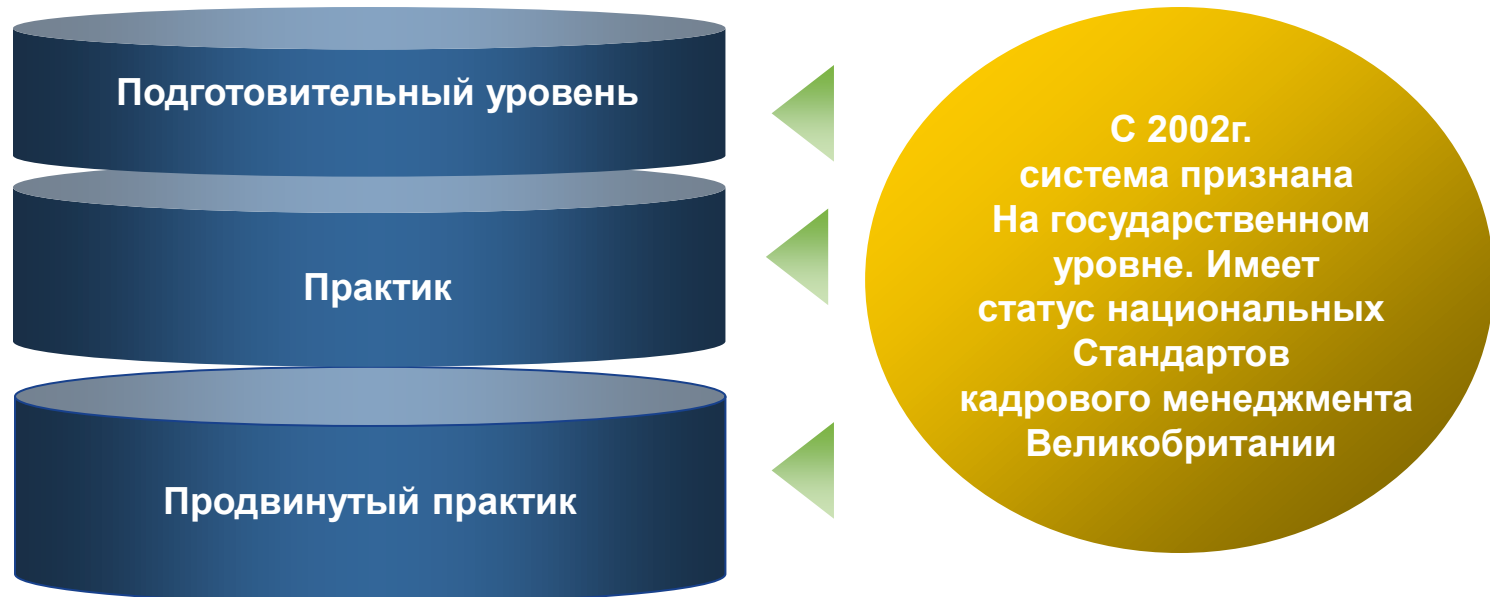 Подготовительный уровень
Практик
Продвинутый практик
С 2002г.
система признана
На государственном
уровне. Имеет
статус национальных
Стандартов
кадрового менеджмента
Великобритании